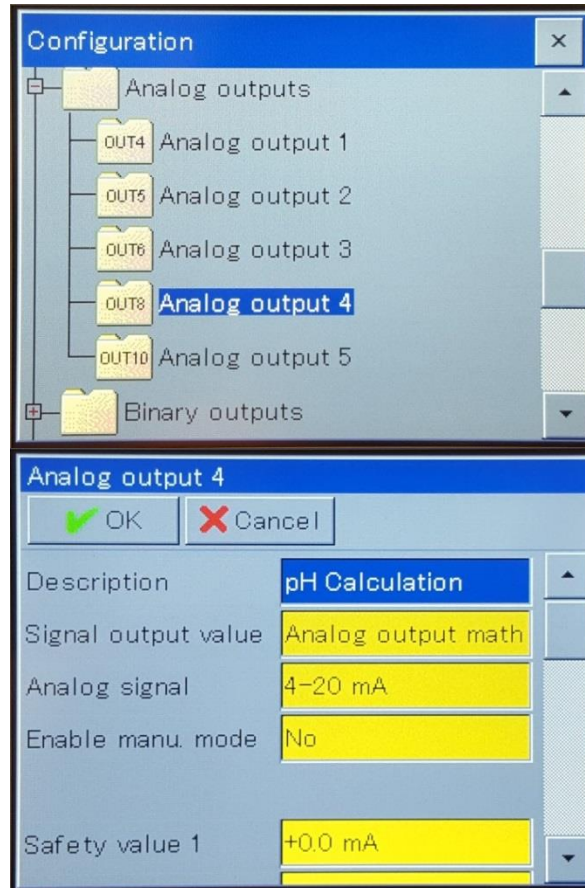 Configuration
Analog outputs
OUT4 Analog output 1
OUT5 Analog output 2
OUT6 Analog output 3
OUT8 Analog output 4
OUT10 Analog output 5
Binary outputs
Analog output 4
OK Cancel
Description pH Calculation
Signal output value Analog output math
Analog signal 4-20 mA
Enable manu. mode No
Safety value 1 +0.0 mA